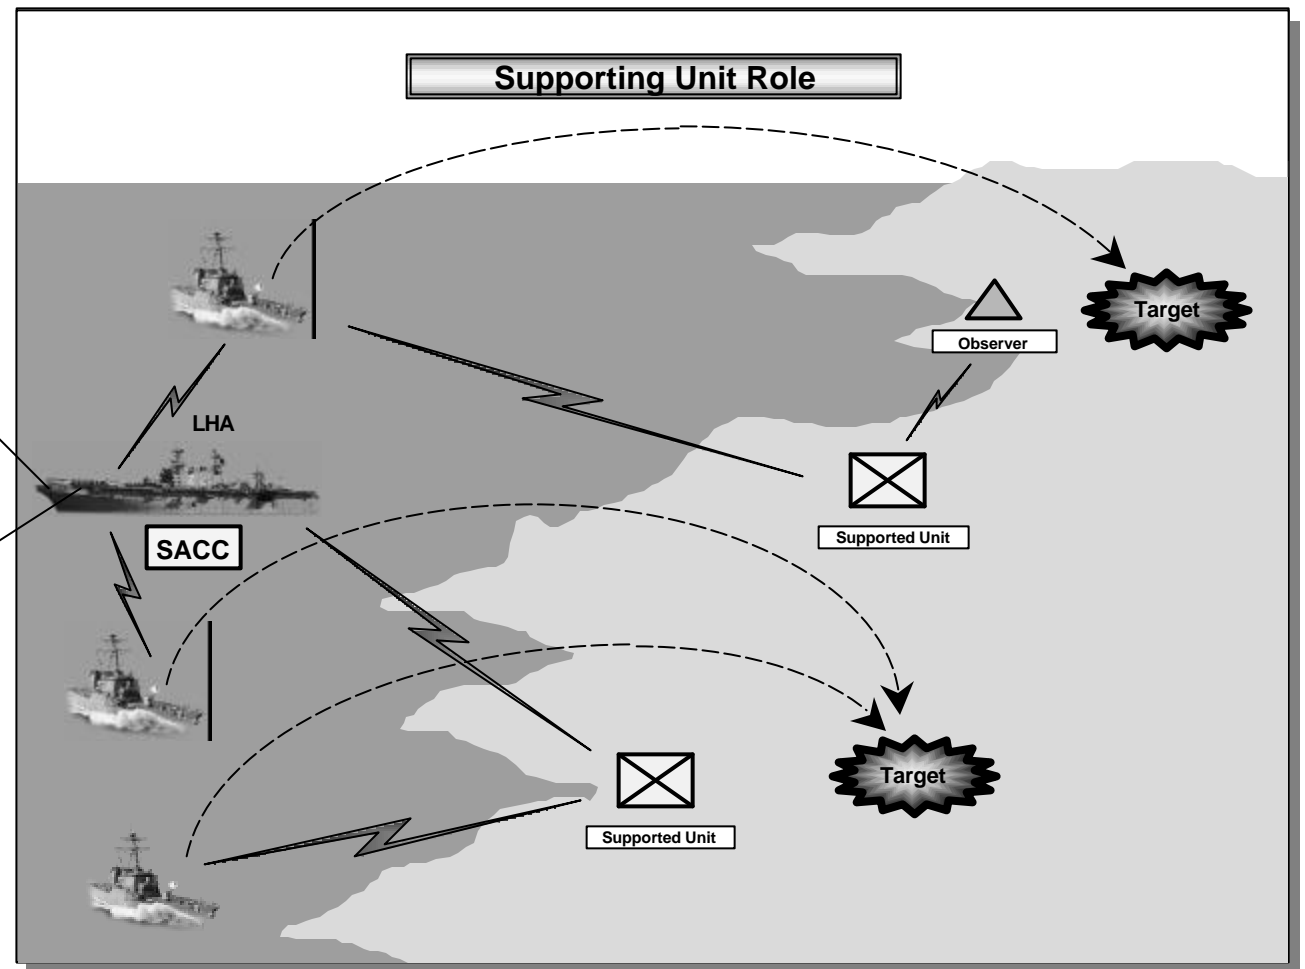 Supporting Unit Role
Target
Observer
LHA
SACC
Supported Unit
Target
Supported Unit